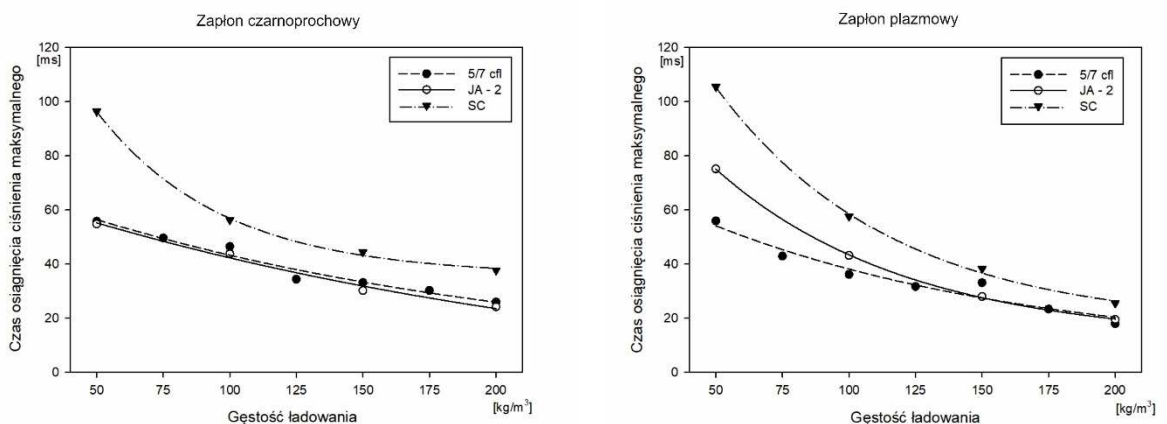 Zapłon czarnoprochowy
120
[ms]
100
80
60
40
20
0
Czas osiągnięcia ciśnienia maksymalnego
5/7 cfl
JA - 2
SC
50 75 100 125 150 175 200
[kg/m³]
Gęstość ładowania
Zapłon plazmowy
120
[ms]
100
80
60
40
20
0
Czas osiągnięcia ciśnienia maksymalnego
5/7 cfl
JA - 2
SC
50 75 100 125 150 175 200
[kg/m³]
Gęstość ładowania